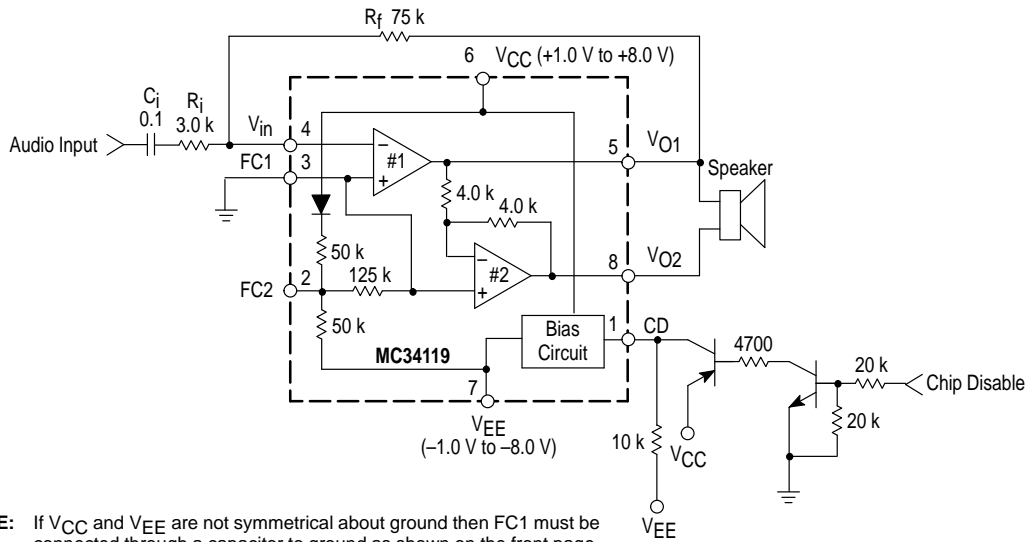 Rf 75 k
6 VCC (+1.0 V to +8.0 V)
Ci
0.1
Ri
3.0 k
Vin
4
Audio Input
FC1
3
–
#1
+
5
VO1
Speaker
4.0 k
4.0 k
50 k
–
#2
+
8
VO2
FC2
2
125 k
50 k
MC34119
Bias
Circuit
1
CD
4700
20 k
Chip Disable
20 k
7
VEE
(–1.0 V to –8.0 V)
10 k
VCC
VEE
E: If VCC and VEE are not symmetrical about ground then FC1 must be
connected through a capacitor to ground as shown on the front page